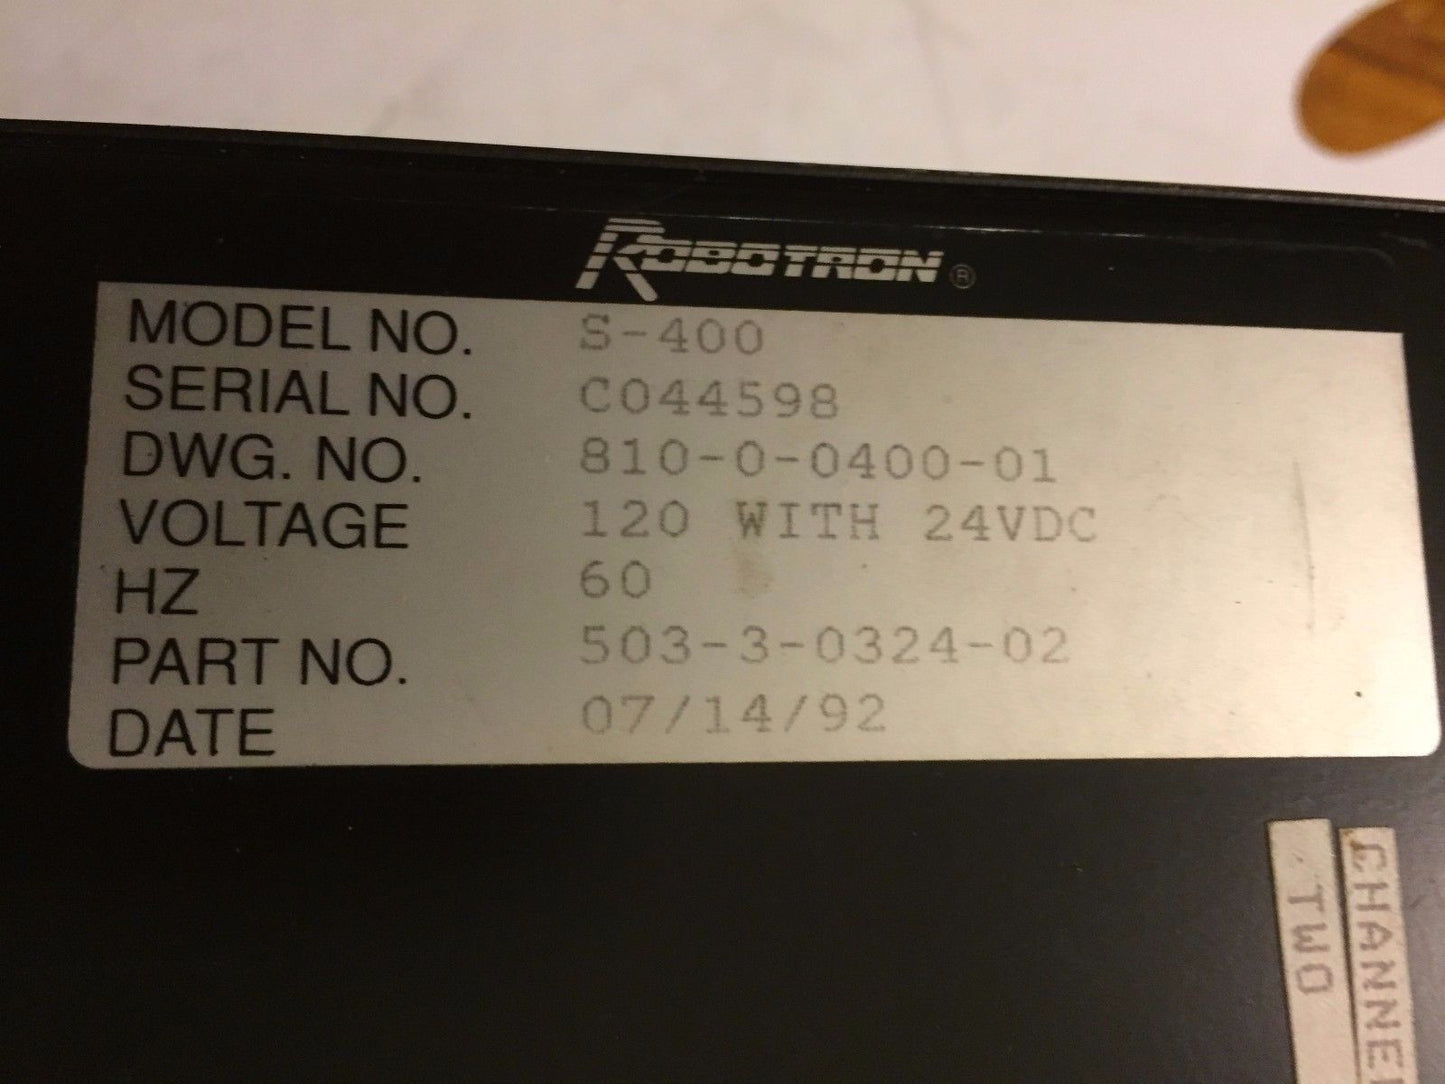 ROBOTRON ®
MODEL NO. S-400
SERIAL NO. C044598
DWG. NO. 810-0-0400-01
VOLTAGE 120 WITH 24VDC
HZ 60
PART NO. 503-3-0324-02
DATE 07/14/92
CHANNE
TWO